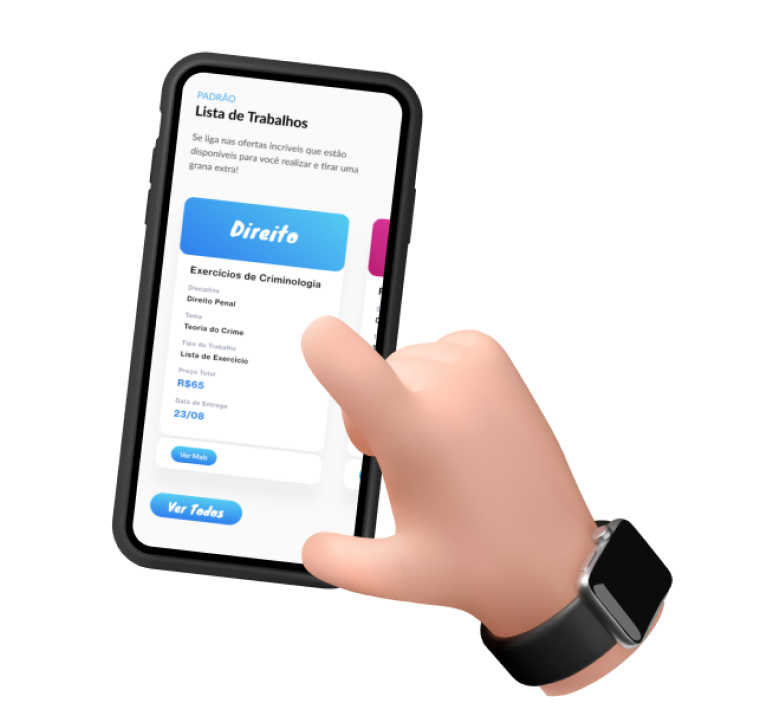 PADRÃO
Lista de Trabalhos
Se liga nas ofertas incríveis que estão
disponíveis para você realizar e tirar uma
grana extra!
Direito
Exercícios de Criminologia
Disciplina
Direito Penal
Tema
Teoria do Crime
Tipo de Trabalho
Lista de Exercício
Preço Total
R$65
Data de Entrega
23/08
Ver Mais
Ver Todos